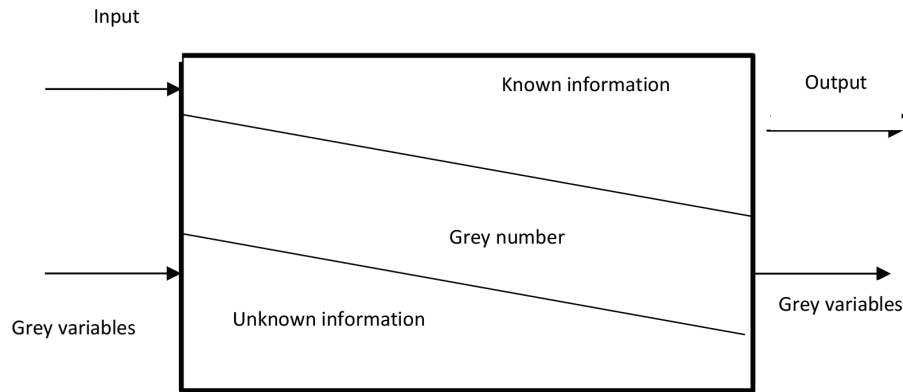 Input
Known information
Output
Grey number
Grey variables
Unknown information
Grey variables